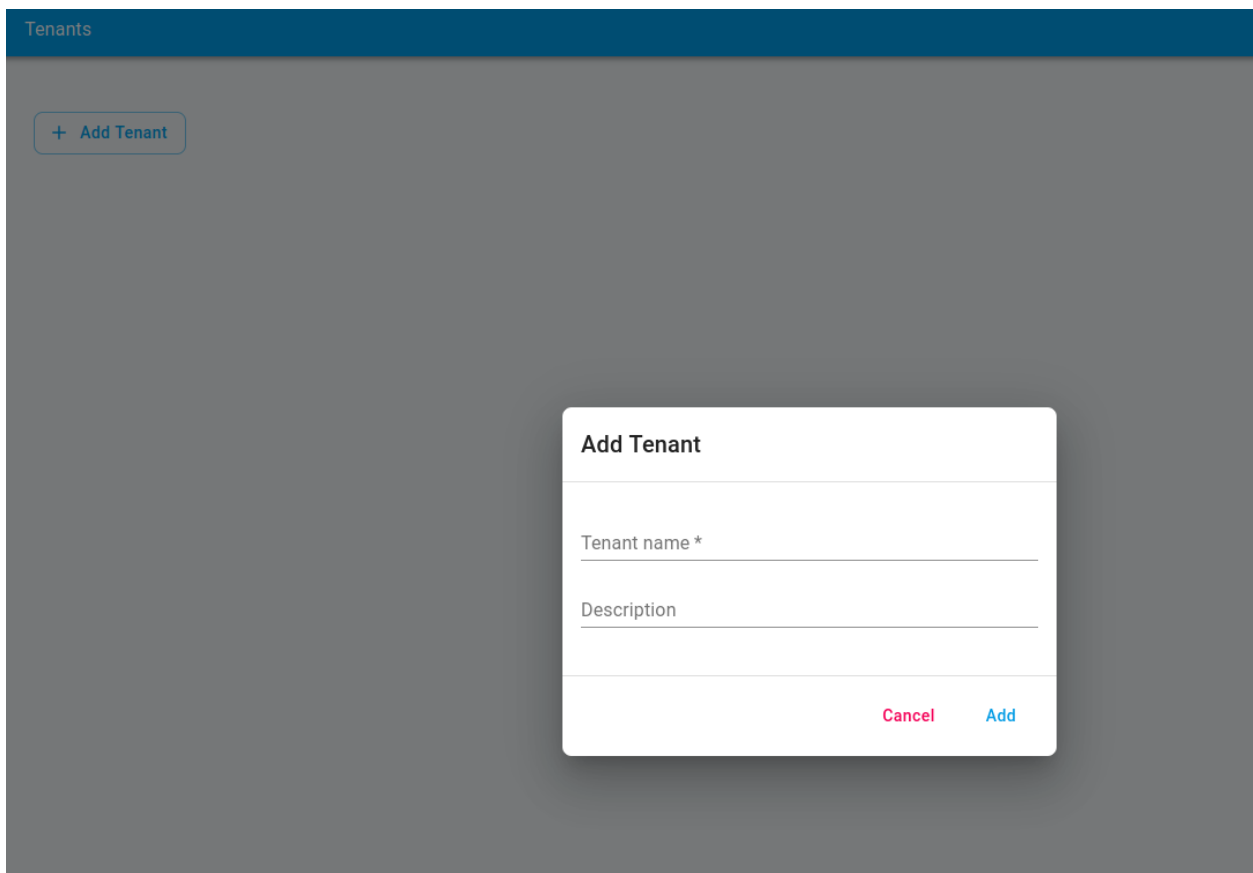 Tenants
+ Add Tenant
Add Tenant
Tenant name *
Description
Cancel Add